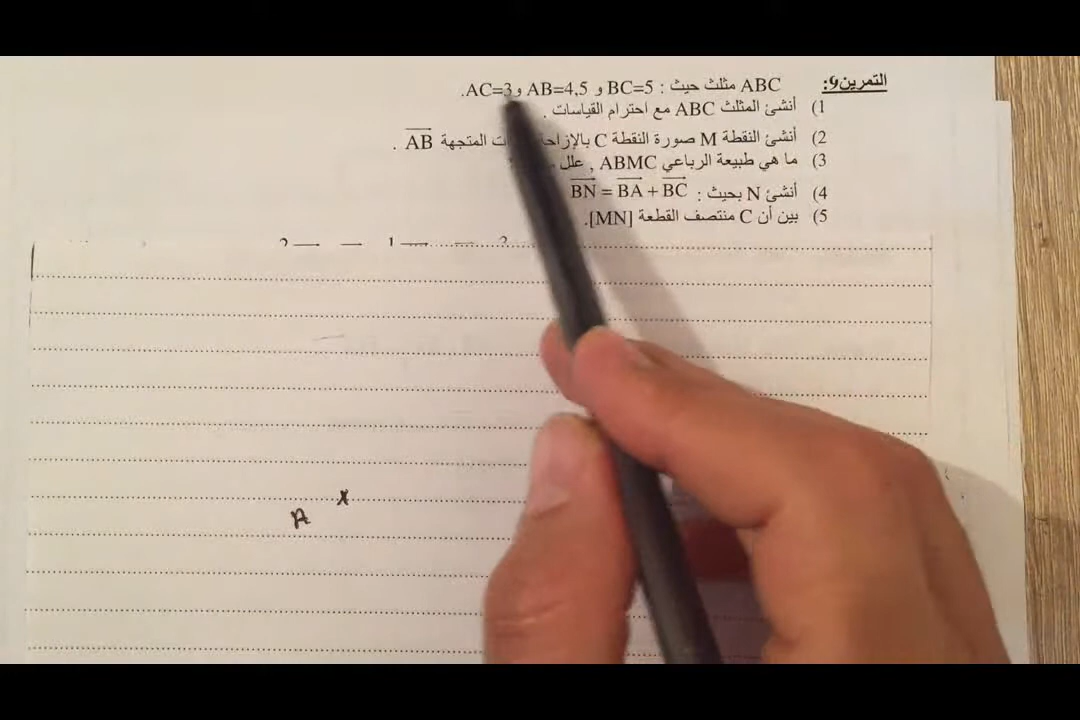 التمرين9:
ABC مثلث حيث : BC=5 و AB=4,5 و AC=3.
1) أنشئ المثلث ABC مع احترام القياسات .
2) أنشئ النقطة M صورة النقطة C بالإزاحة المتجهة AB .
3) ما هي طبيعة الرباعي ABMC , علل
4) أنشئ N بحيث : BN = BA + BC
5) بين أن C منتصف القطعة [MN].
A